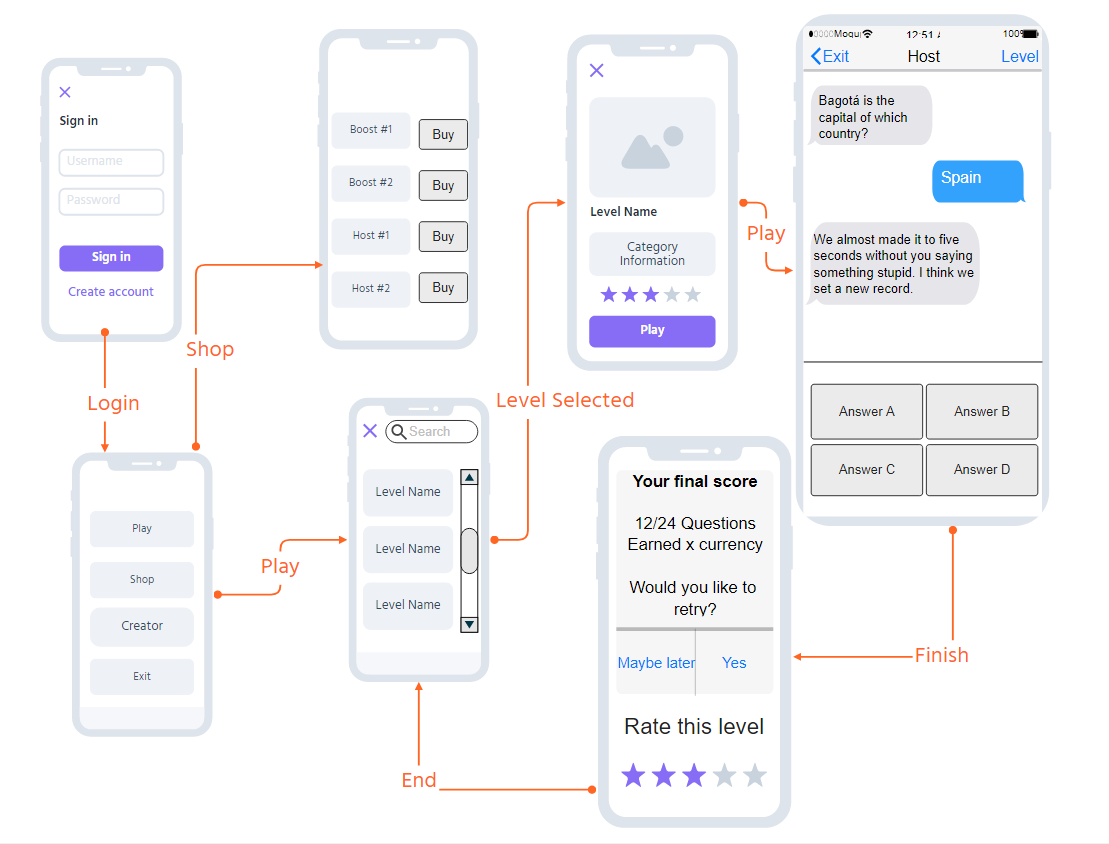 Sign in
Username
Password
Sign in
Create account
Login
Shop
Boost #1
Buy
Boost #2
Buy
Host #1
Buy
Host #2
Buy
Play
Shop
Creator
Exit
Play
Search
Level Name
Level Name
Level Name
Level Selected
Level Name
Category
Information
Play
Play
12:51
100%
Exit
Host
Level
Bagotá is the
capital of which
country?
Spain
We almost made it to five
seconds without you saying
something stupid. I think we
set a new record.
Answer A
Answer B
Answer C
Answer D
Finish
Your final score
12/24 Questions
Earned x currency
Would you like to
retry?
Maybe later
Yes
Rate this level
End